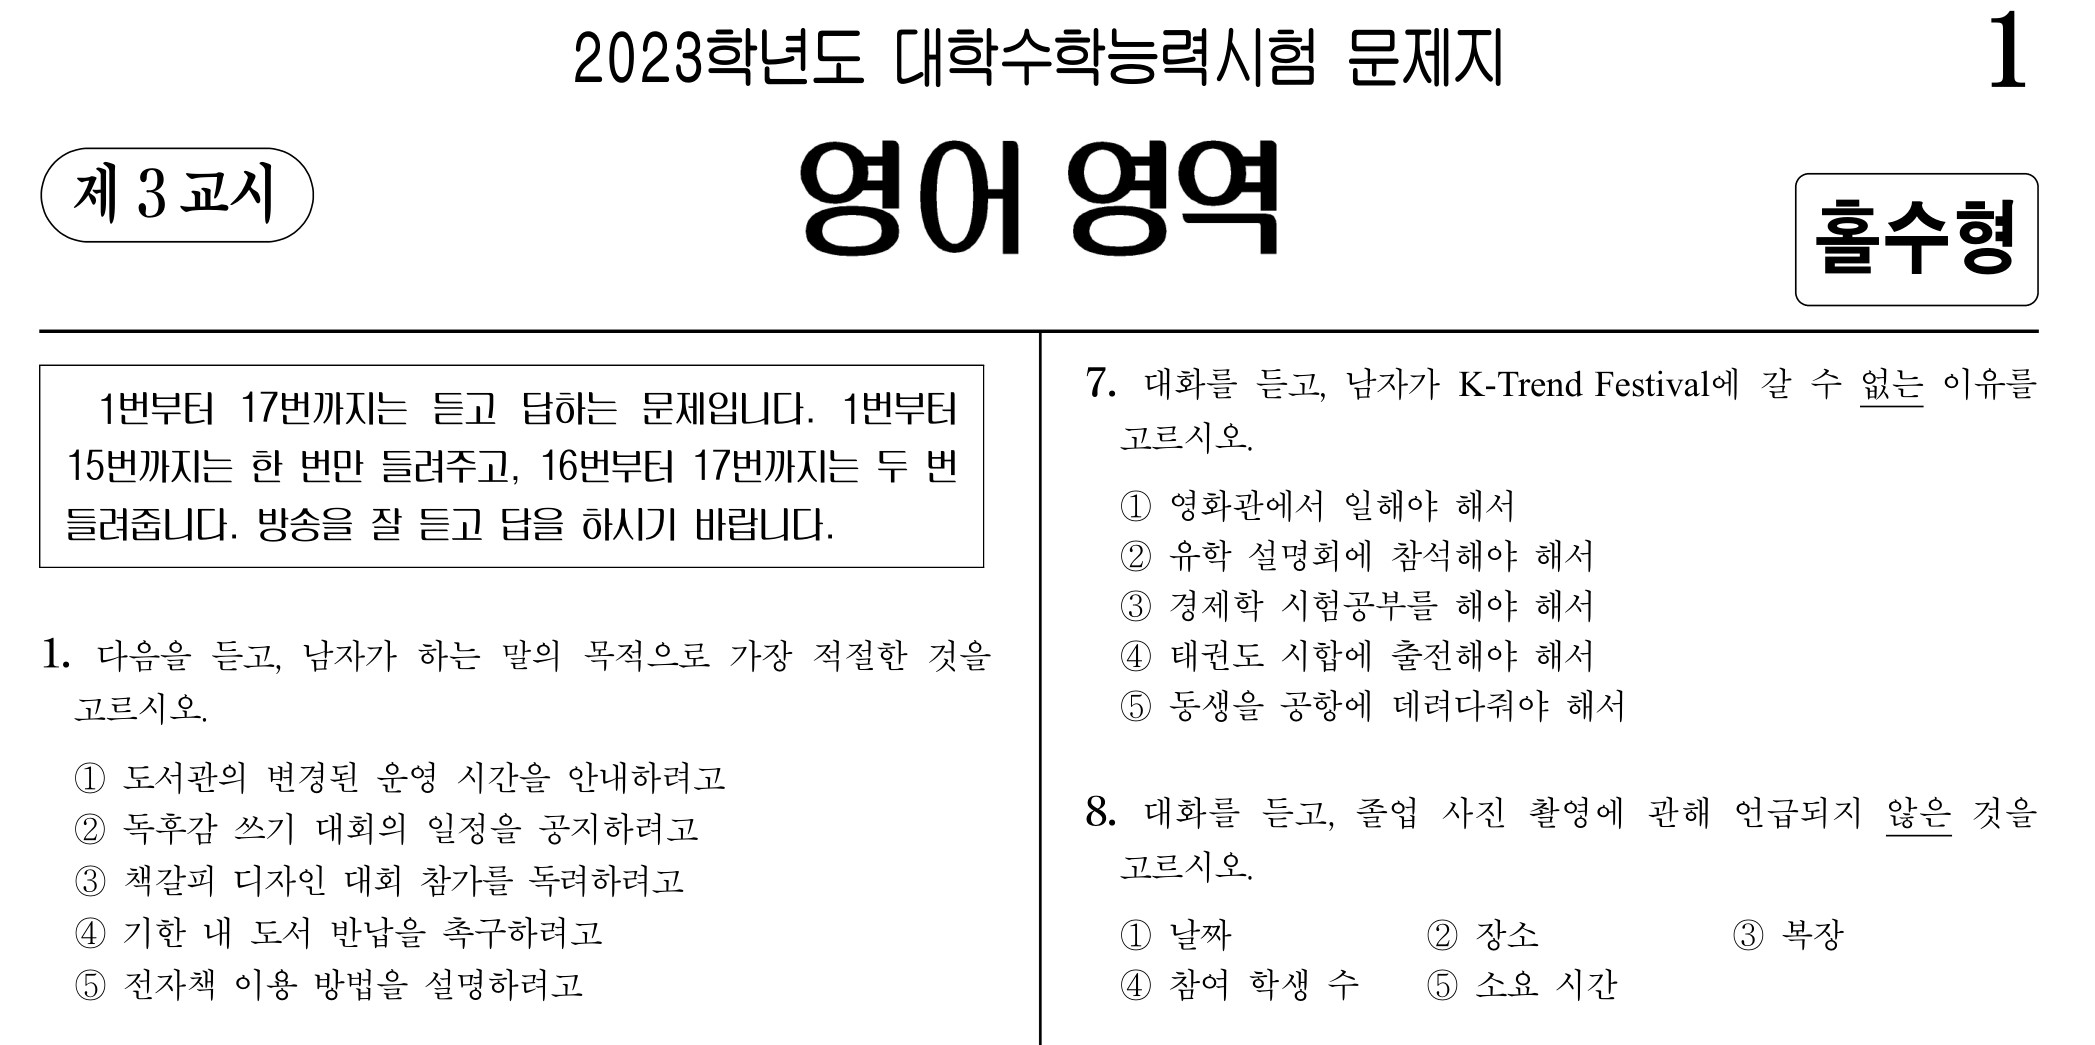 2023학년도 대학수학능력시험 문제지
1
제 3 교시
영어 영역
홀수형
1번부터 17번까지는 듣고 답하는 문제입니다. 1번부터
15번까지는 한 번만 들려주고, 16번부터 17번까지는 두 번
들려줍니다. 방송을 잘 듣고 답을 하시기 바랍니다.
1. 다음을 듣고, 남자가 하는 말의 목적으로 가장 적절한 것을
고르시오.
① 도서관의 변경된 운영 시간을 안내하려고
② 독후감 쓰기 대회의 일정을 공지하려고
③ 책갈피 디자인 대회 참가를 독려하려고
④ 기한 내 도서 반납을 촉구하려고
⑤ 전자책 이용 방법을 설명하려고
7. 대화를 듣고, 남자가 K-Trend Festival에 갈 수 없는 이유를
고르시오.
① 영화관에서 일해야 해서
② 유학 설명회에 참석해야 해서
③ 경제학 시험공부를 해야 해서
④ 태권도 시합에 출전해야 해서
⑤ 동생을 공항에 데려다줘야 해서
8. 대화를 듣고, 졸업 사진 촬영에 관해 언급되지 않은 것을
고르시오.
① 날짜 ② 장소 ③ 복장
④ 참여 학생 수 ⑤ 소요 시간